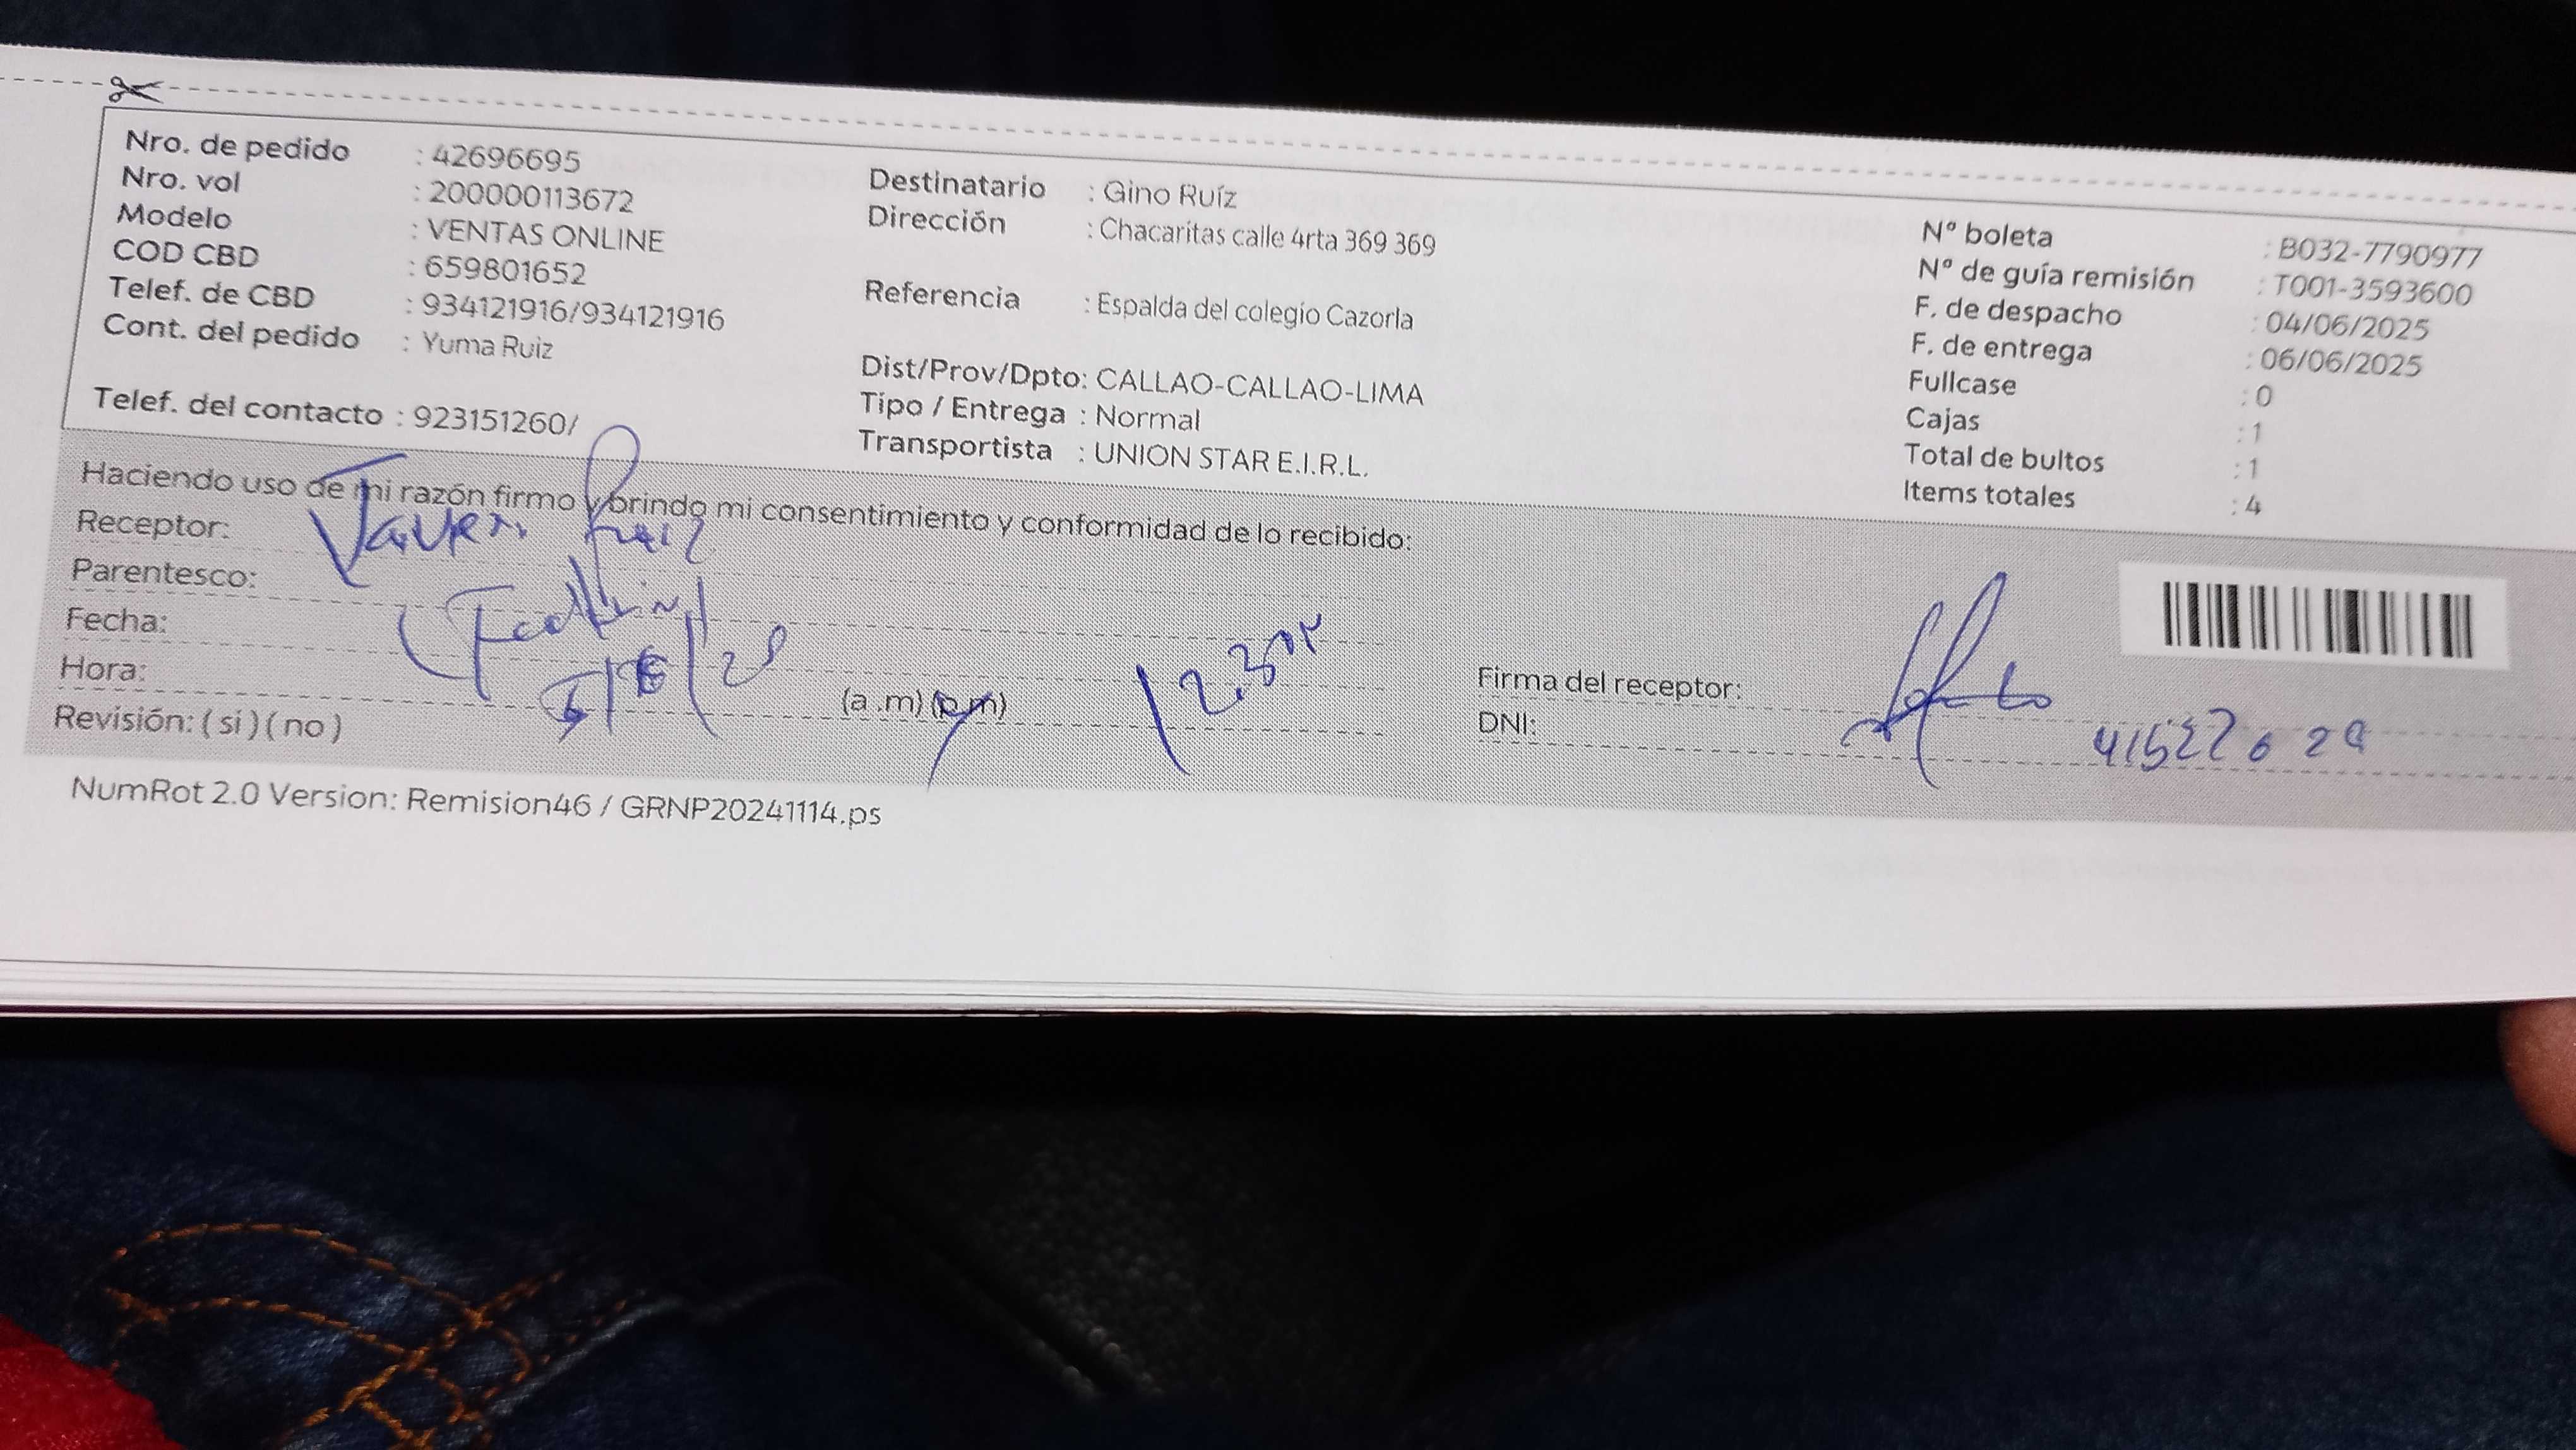 Nro. de pedido : 42696695
Nro. vol : 200000113672
Modelo : VENTAS ONLINE
COD CBD : 659801652
Telef. de CBD : 934121916/934121916
Cont. del pedido : Yuma Ruiz
Telef. del contacto : 923151260/
Destinatario : Gino Ruíz
Dirección : Chacaritas calle 4rta 369 369
Referencia : Espalda del colegio Cazorla
Dist/Prov/Dpto: CALLAO-CALLAO-LIMA
Tipo / Entrega : Normal
Transportista : UNION STAR E.I.R.L.
N° boleta : B032-7790977
N° de guía remisión : T001-3593600
F. de despacho : 04/06/2025
F. de entrega : 06/06/2025
Fullcase : 0
Cajas : 1
Total de bultos : 1
Items totales : 4
Haciendo uso de mi razón firmo y brindo mi consentimiento y conformidad de lo recibido:
Receptor: Ruiz
Parentesco:
Fecha:
Hora: (a .m) (p.m)
Revisión: ( si ) ( no )
Firma del receptor:
DNI:
NumRot 2.0 Version: Remision46 / GRNP20241114.ps